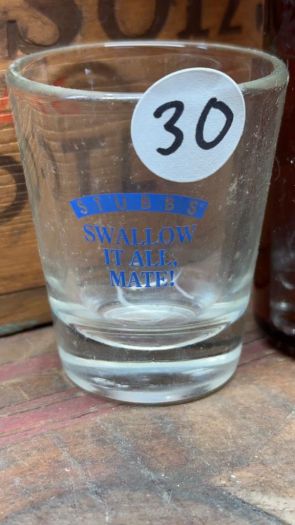 30
STUBBS
SWALLOW
IT ALL,
MATE!